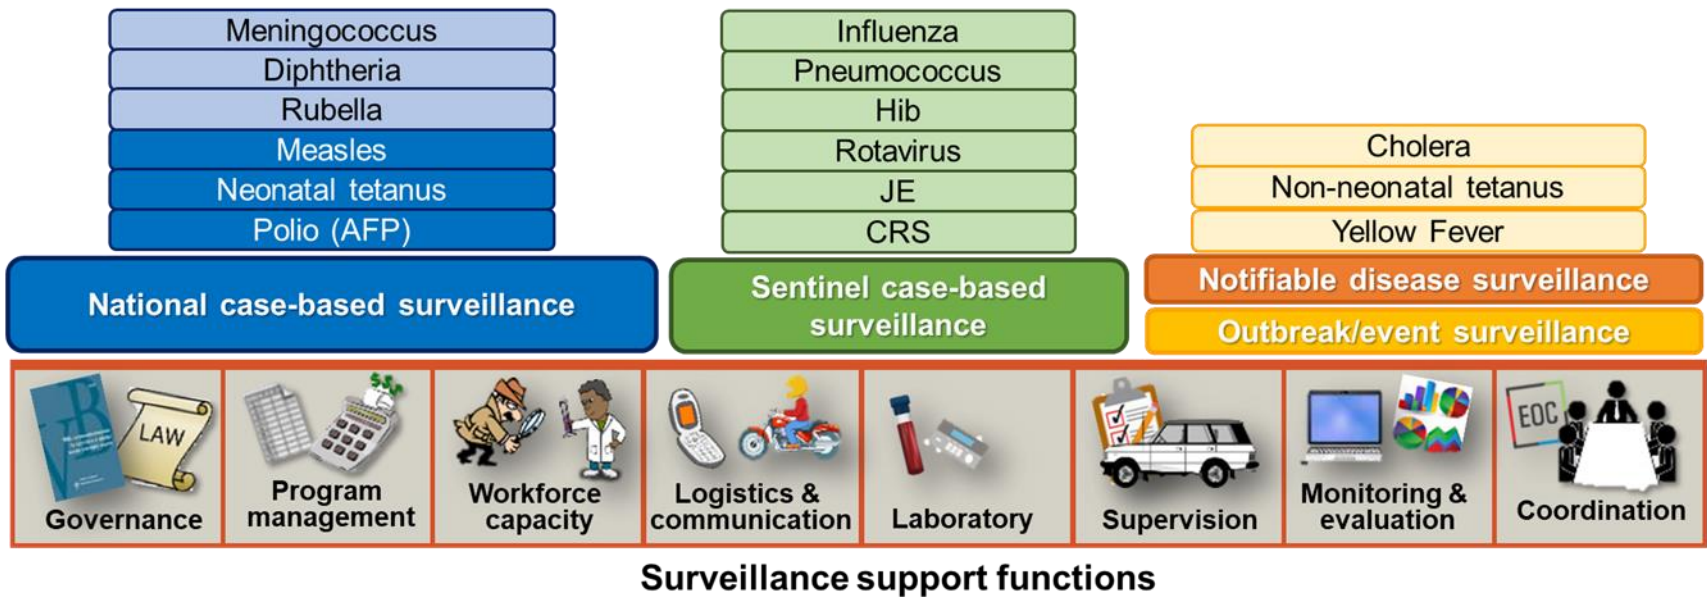 Meningococcus
Diphtheria
Rubella
Measles
Neonatal tetanus
Polio (AFP)
National case-based surveillance
Influenza
Pneumococcus
Hib
Rotavirus
JE
CRS
Sentinel case-based
surveillance
Cholera
Non-neonatal tetanus
Yellow Fever
Notifiable disease surveillance
Outbreak/event surveillance
LAW
Governance
$$$
Program
management
Workforce
capacity
Logistics &
communication
Laboratory
Supervision
Monitoring &
evaluation
EOC
Coordination
Surveillance support functions